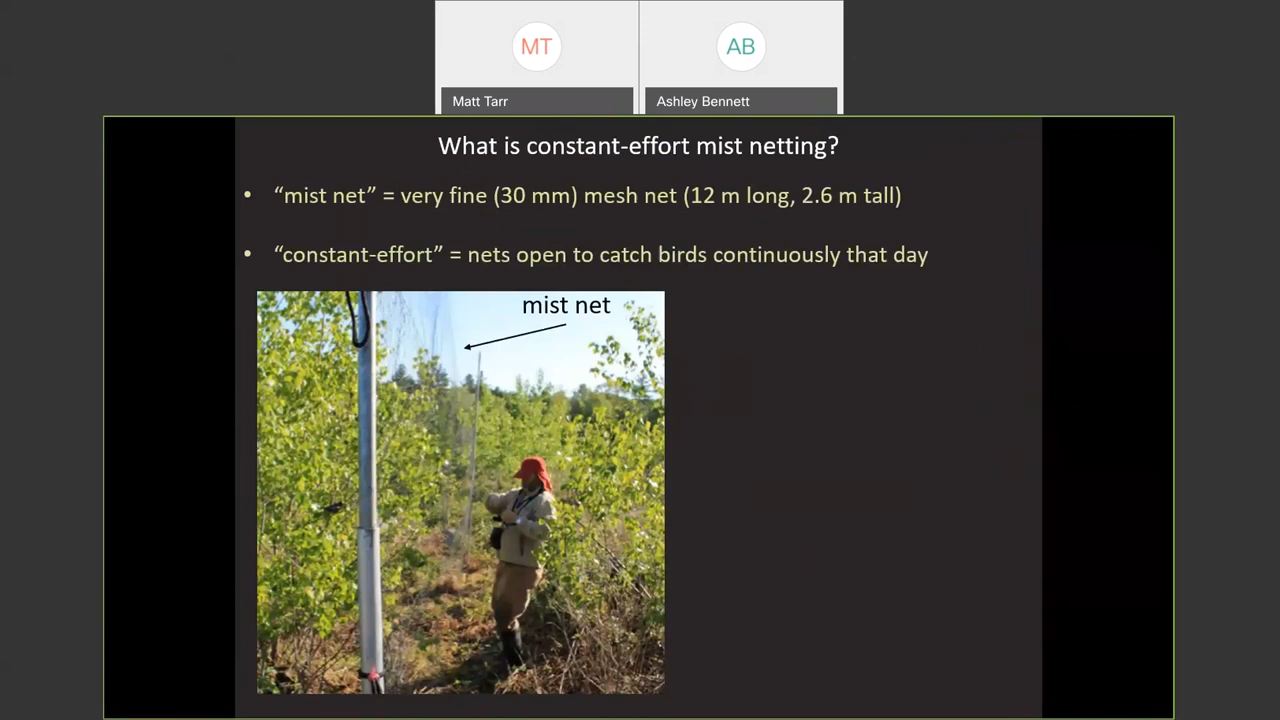 MT
AB
Matt Tarr
Ashley Bennett
What is constant-effort mist netting?
• “mist net” = very fine (30 mm) mesh net (12 m long, 2.6 m tall)
• “constant-effort” = nets open to catch birds continuously that day
mist net